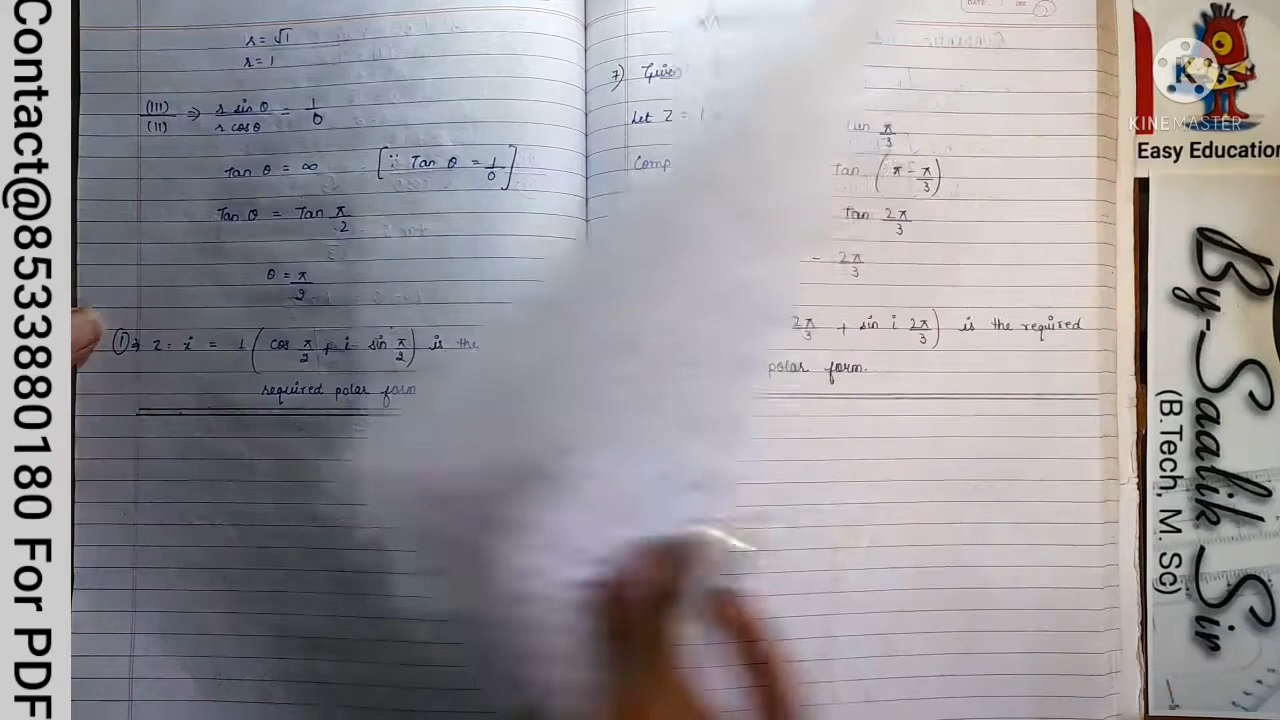 Contact@8533880180 For PDF
r = √1
r = 1
(III)/(II) ⇒ r sin θ / r cos θ = 1/0
Tan θ = ∞ [∵ Tan θ = 1/0]
Tan θ = Tan π/2
θ = π/2
① ⇒ Z = i = 1 (cos π/2 + i sin π/2) is the
required polar form
7) Given
Let Z = 1
Comp
π/3
Tan (π - π/3)
Tan 2π/3
= 2π/3
2π/3 + sin i 2π/3) is the required
polar form.
DATE
K
KINEMASTER
Easy Education
By-Saalik Sir
(B.Tech, M. Sc)